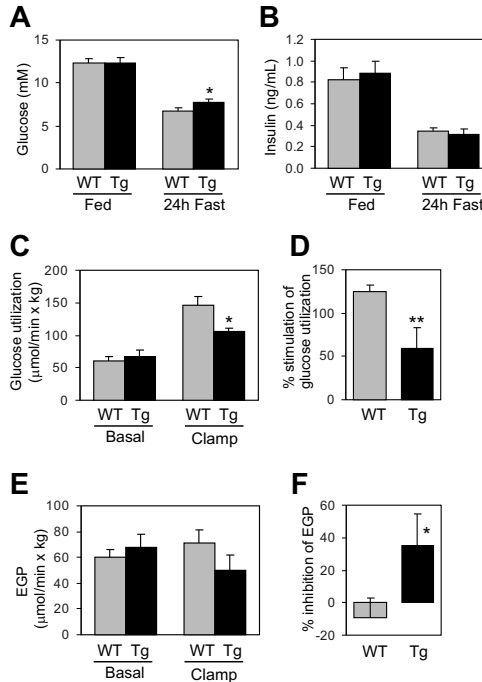 A
Glucose (mM)
15
10
5
0
*
WT Tg WT Tg
Fed 24h Fast
B
Insulin (ng/mL)
1.2
1.0
0.8
0.6
0.4
0.2
0.0
WT Tg WT Tg
Fed 24h Fast
C
Glucose utilization
(μmol/min x kg)
200
150
100
50
0
*
WT Tg WT Tg
Basal Clamp
D
% stimulation of
glucose utilization
150
100
50
0
**
WT Tg
E
EGP
(μmol/min x kg)
100
80
60
40
20
0
WT Tg WT Tg
Basal Clamp
F
% inhibition of EGP
60
40
20
0
-20
*
WT Tg